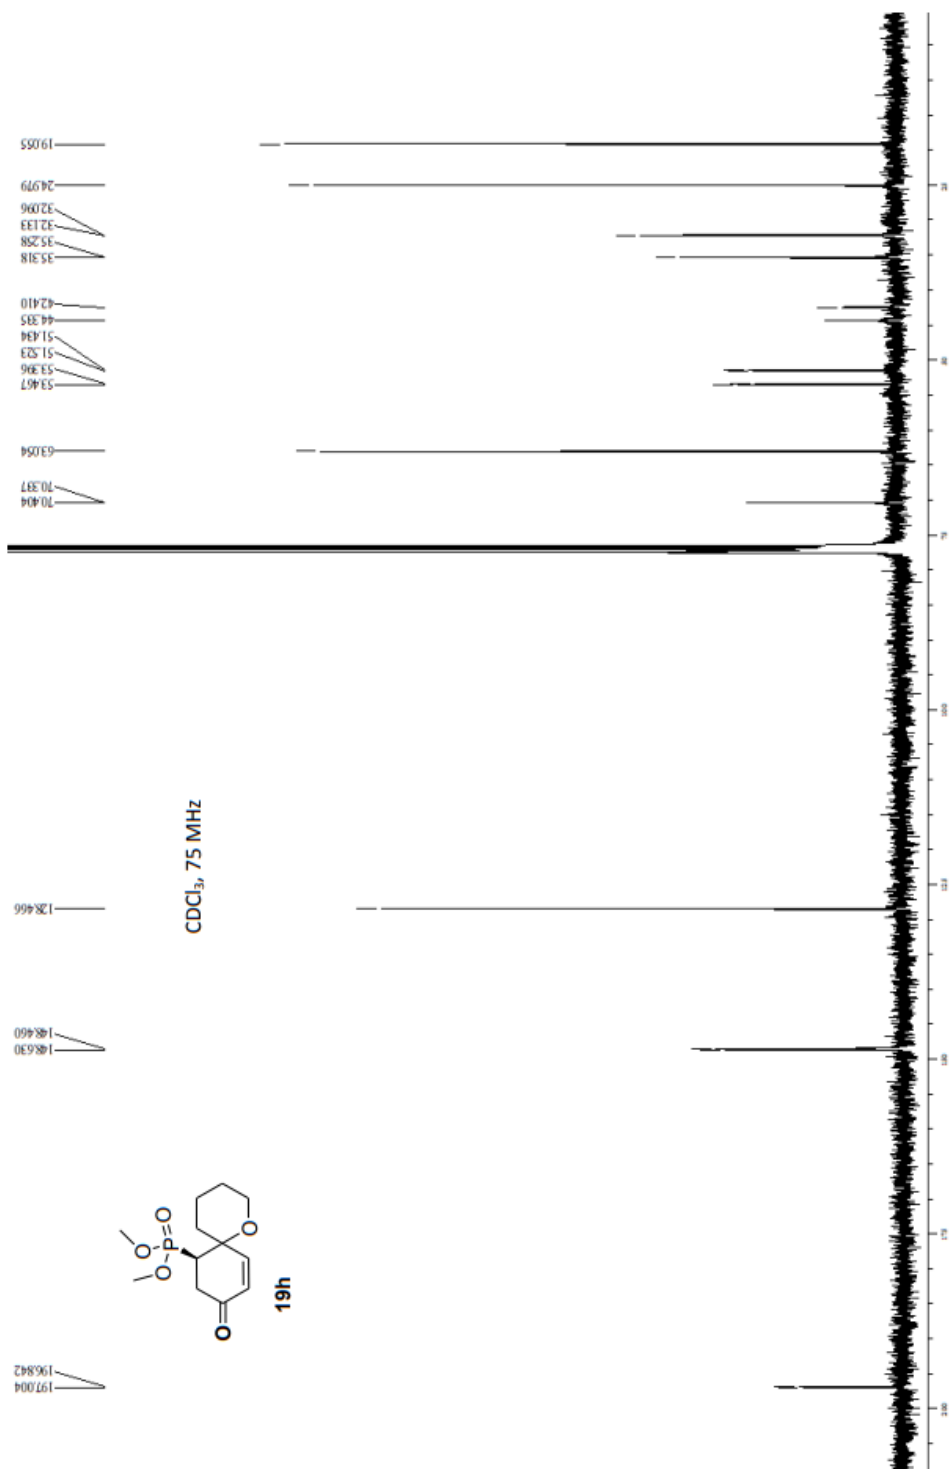 197.004
196.842
148.630
148.460
128.466
70.404
70.337
63.054
53.467
53.396
51.523
51.434
44.335
42.410
35.318
35.258
32.133
32.096
24.979
19.055
CDCl₃, 75 MHz
O
P
O
O
O
O
19h